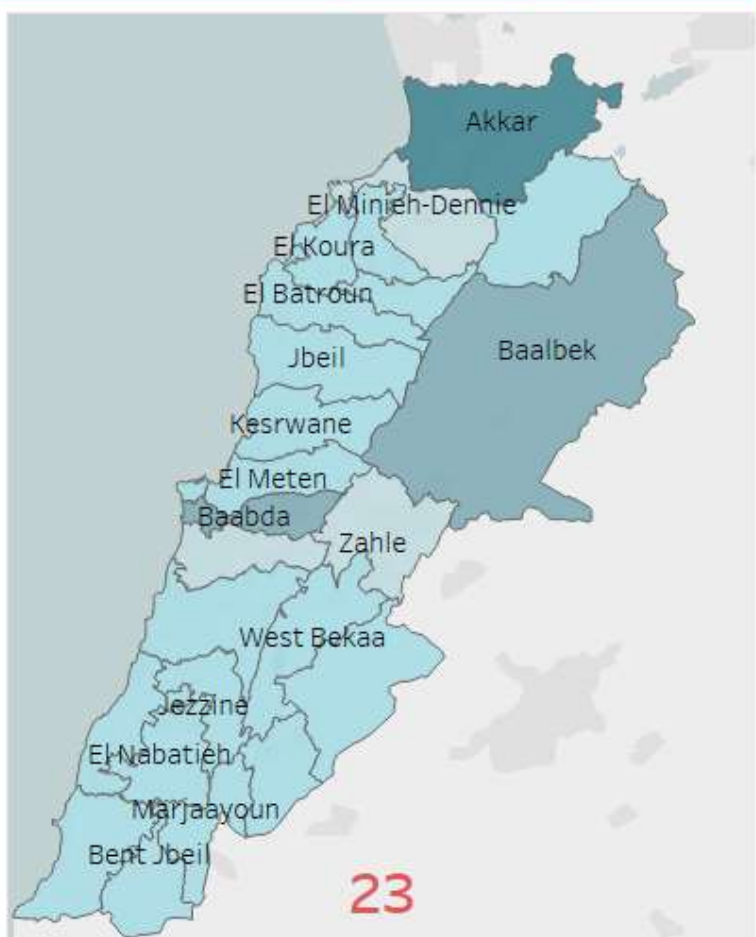 Akkar
El Minieh-Dennie
El Koura
El Batroun
Jbeil
Baalbek
Kesrwane
El Meten
Baabda
Zahle
West Bekaa
Jezzine
El Nabatieh
Marjaayoun
Bent Jbeil
23